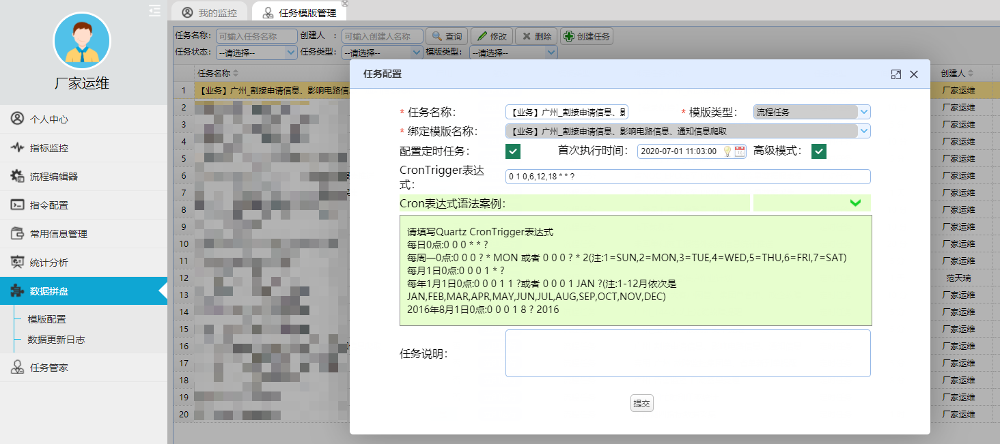 厂家运维
个人中心
指标监控
流程编辑器
指令配置
常用信息管理
统计分析
数据拼盘
模版配置
数据更新日志
任务管家
我的监控
任务模版管理
任务名称: 可输入任务名称 创建人 : 可输入创建人名称 查询 修改 删除 创建任务
任务状态: --请选择-- 任务类型: --请选择-- 模版类型: --请选择--
任务名称 创建人
1 【业务】广州_割接申请信息、影响电路信 厂家运维
2 厂家运维
3 厂家运维
4 厂家运维
5 厂家运维
6 厂家运维
7 厂家运维
8 厂家运维
9 厂家运维
10 厂家运维
11 厂家运维
12 范天瑞
13 厂家运维
14 厂家运维
15 厂家运维
16 厂家运维
17 厂家运维
18 厂家运维
19 厂家运维
20 厂家运维
任务配置
* 任务名称: 【业务】广州_割接申请信息、 * 模版类型: 流程任务
* 绑定模版名称: 【业务】广州_割接申请信息、影响电路信息、通知信息爬取
配置定时任务: 首次执行时间: 2020-07-01 11:03:00 高级模式:
CronTrigger表达
式: 0 1 0,6,12,18 * * ?
Cron表达式语法案例:
请填写Quartz CronTrigger表达式
每日0点:0 0 0 * * ?
每周一0点:0 0 0 ? * MON 或者 0 0 0 ? * 2(注:1=SUN,2=MON,3=TUE,4=WED,5=THU,6=FRI,7=SAT)
每月1日0点:0 0 0 1 * ?
每年1月1日0点:0 0 0 1 1 ?或者 0 0 0 1 JAN ?(注:1-12月依次是
JAN,FEB,MAR,APR,MAY,JUN,JUL,AUG,SEP,OCT,NOV,DEC)
2016年8月1日0点:0 0 0 1 8 ? 2016
任务说明:
提交